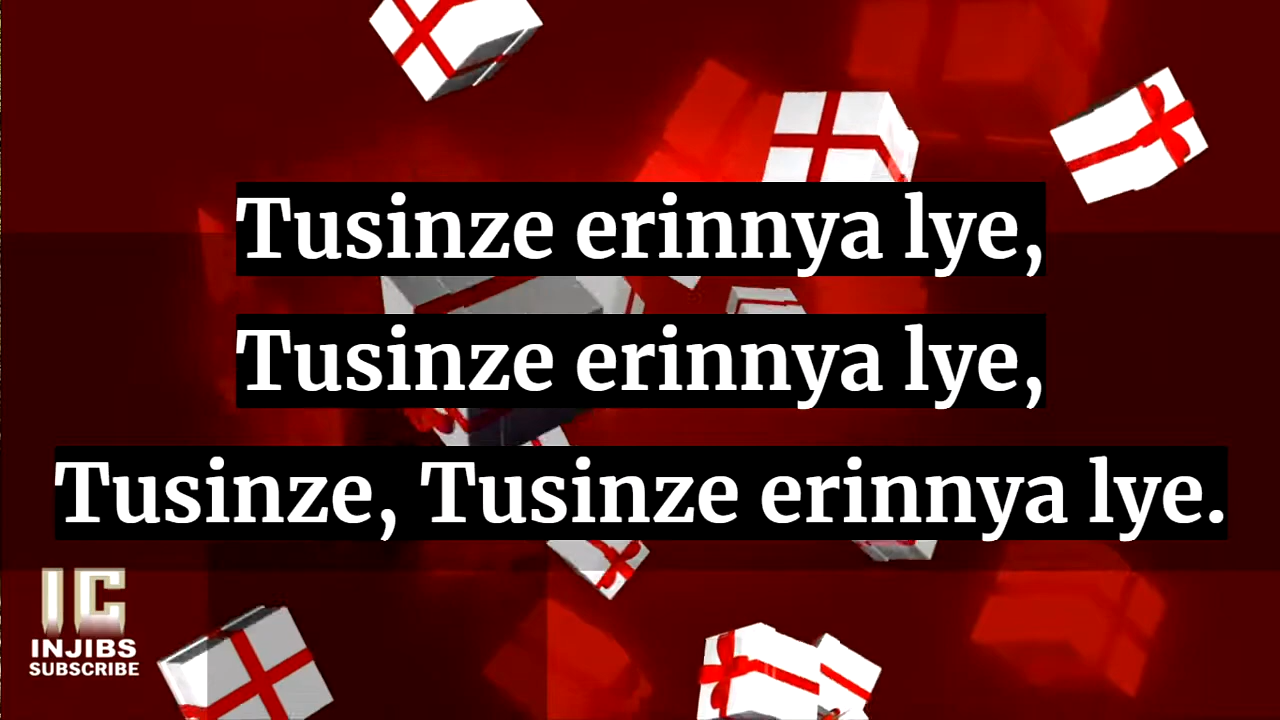 Tusinze erinnya lye,
Tusinze erinnya lye,
Tusinze, Tusinze erinnya lye.
IC
INJIBS
SUBSCRIBE